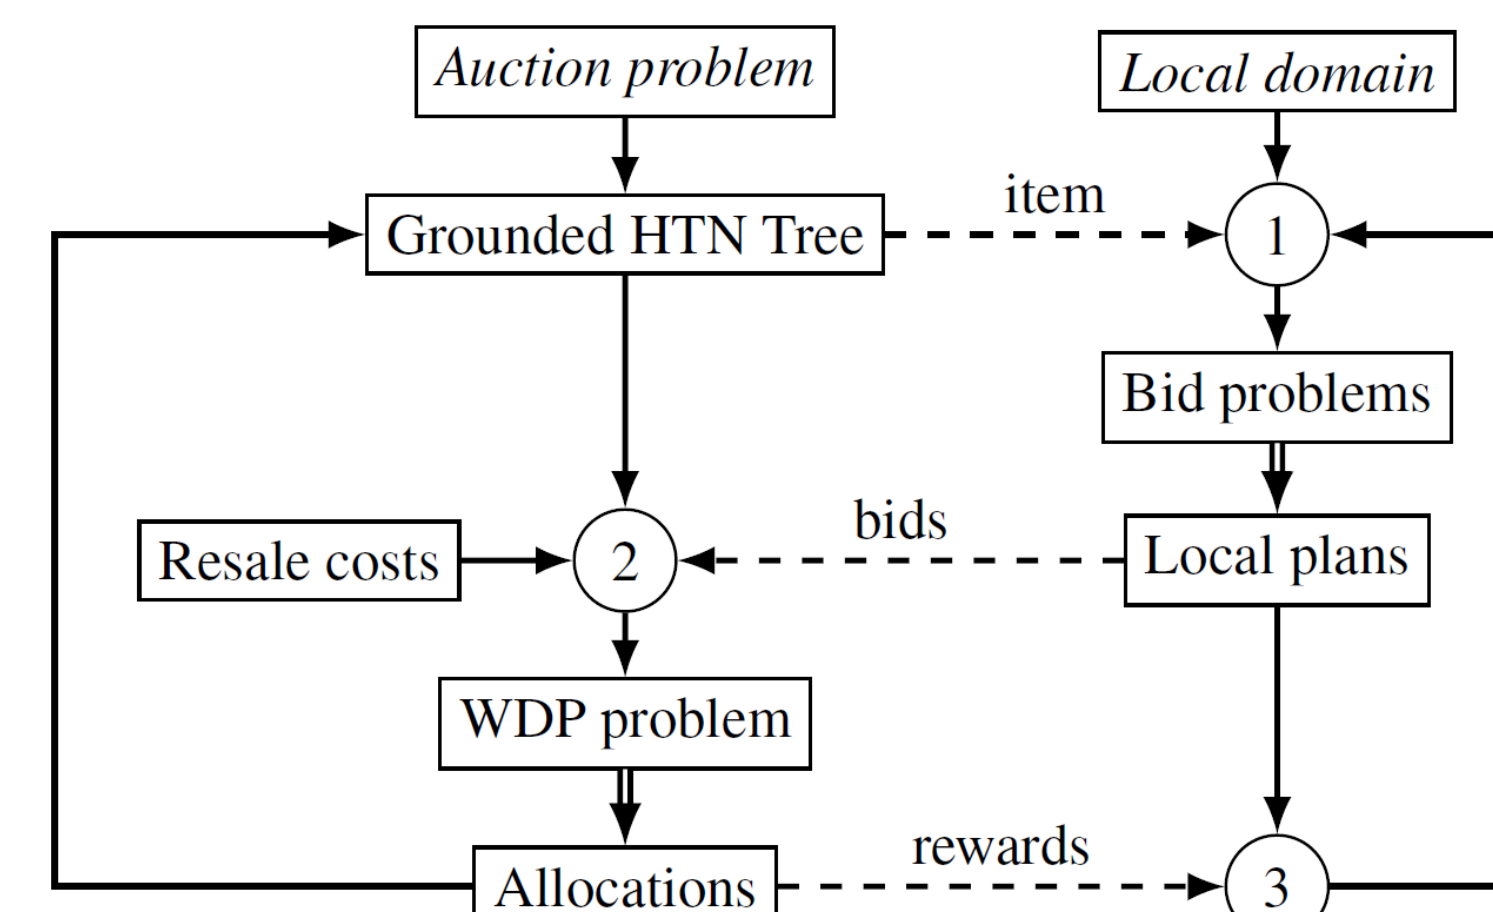 Auction problem
Local domain
item
Grounded HTN Tree
1
Bid problems
bids
Resale costs
2
Local plans
WDP problem
rewards
Allocations
3